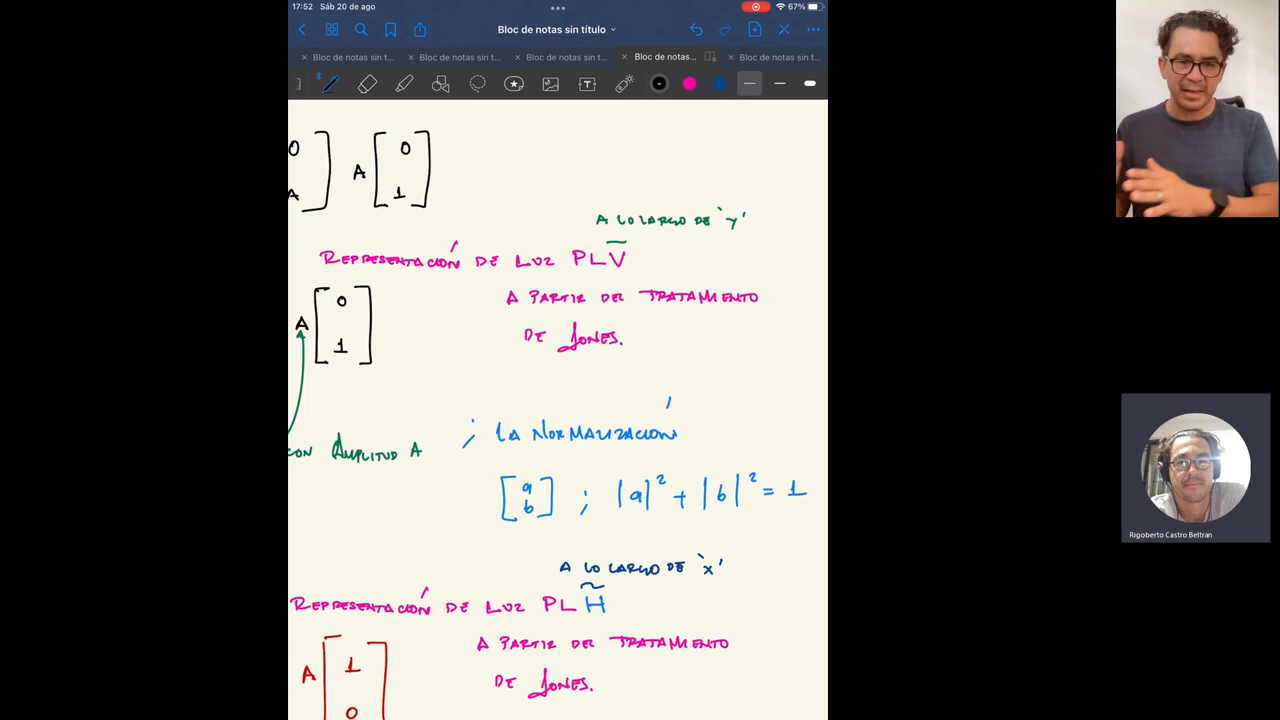 17:52 Sáb 20 de ago
67%
Bloc de notas sin título
Bloc de notas sin t... Bloc de notas sin t... Bloc de notas sin t... Bloc de notas... Bloc de notas sin t...
T
0
A
A [ 0
1 ]
A LO LARGO DE 'y'
REPRESENTACIÓN DE LUZ PLV
A PARTIR DEL TRATAMIENTO
DE JONES.
A [ 0
1 ]
CON AMPLITUD A
; LA NORMALIZACIÓN
[ a
b ] ; |a|² + |b|² = 1
A LO LARGO DE 'x'
REPRESENTACIÓN DE LUZ PLH
A PARTIR DEL TRATAMIENTO
DE JONES.
A [ 1
0
Rigoberto Castro Beltran